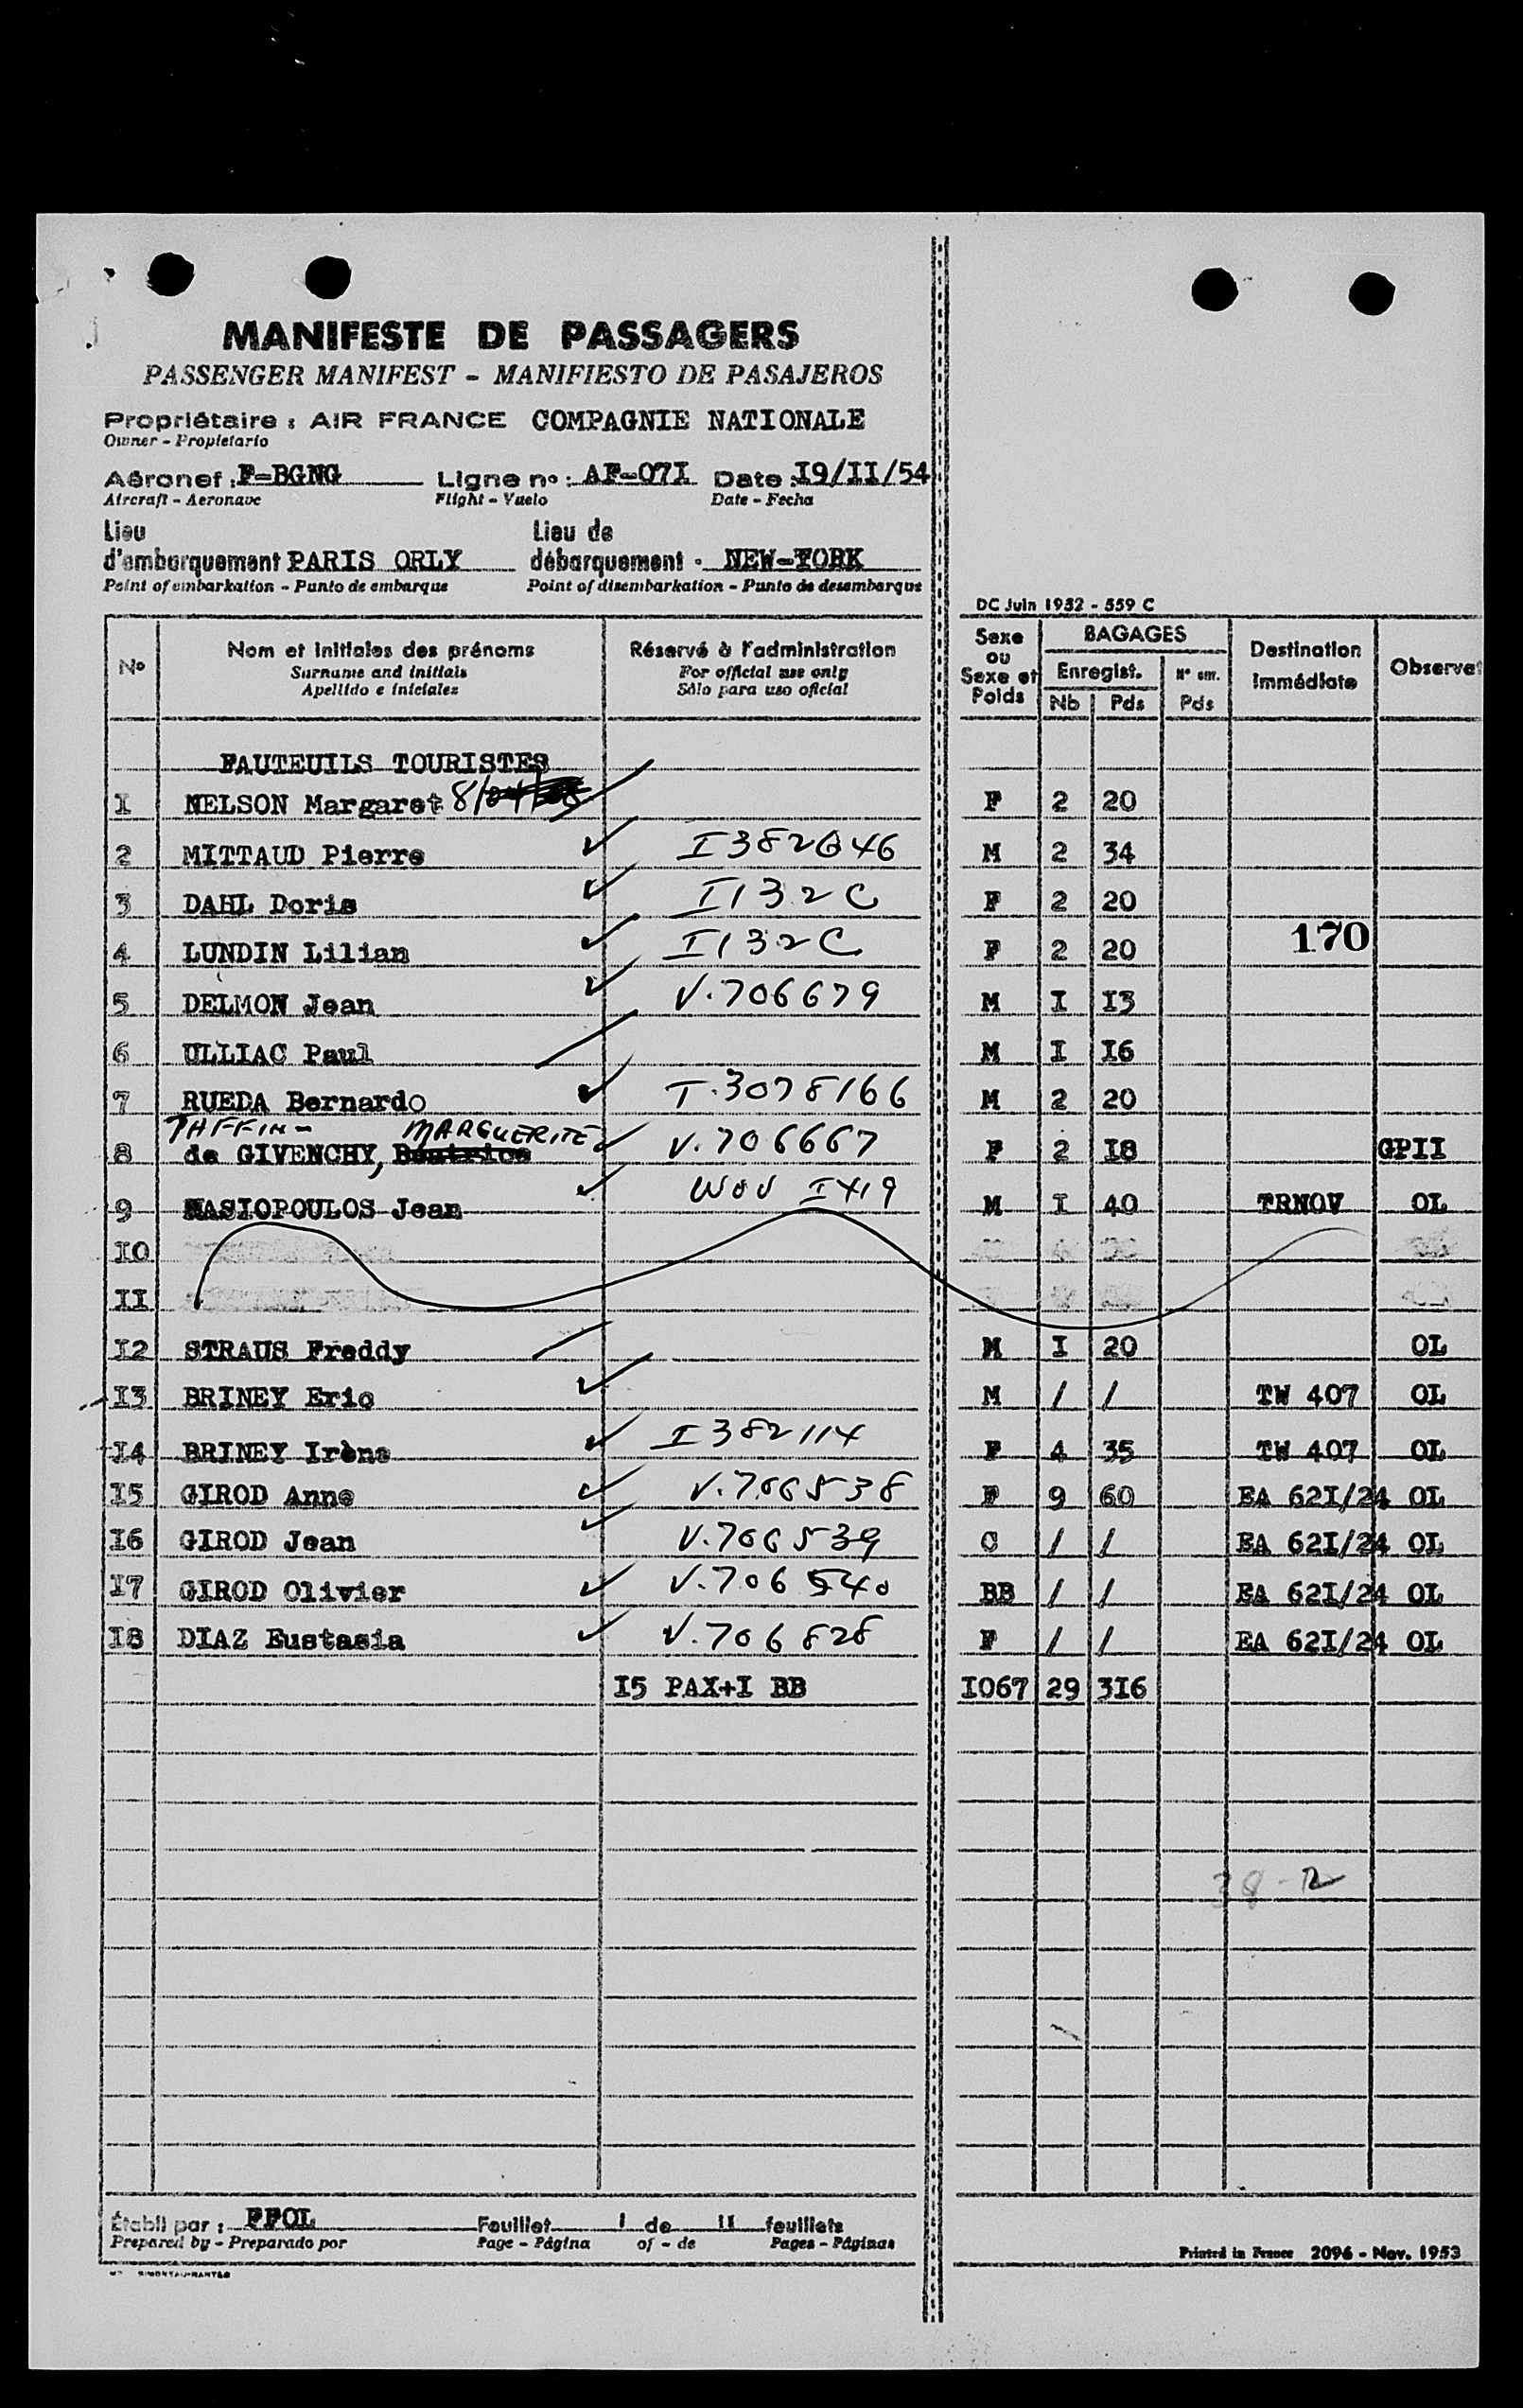 MANIFESTE DE PASSAGERS
PASSENGER MANIFEST - MANIFIESTO DE PASAJEROS
Propriétaire : AIR FRANCE COMPAGNIE NATIONALE
Owner - Propietario
Aéronef : F-BGNG Ligne no : AF-07I Date : I9/II/54
Aircraft - Aeronave Flight - Vuelo Date - Fecha
Lieu d'embarquement PARIS ORLY Lieu de débarquement - NEW-YORK
Point of embarkation - Punto de embarque Point of disembarkation - Punto de desembarque
DC Juin 1952 - 559 C
No Nom et initiales des prénoms Réservé à l'administration Sexe ou Sexe et Poids BAGAGES Destination immédiate Observat
Surname and initials For official use only Enregist. No enr.
Apellido e iniciales Sólo para uso oficial Nb Pds Pds
FAUTEUILS TOURISTES
I NELSON Margaret 8/ F 2 20
2 MITTAUD Pierre I382646 M 2 34
3 DAHL Doris I132C F 2 20
4 LUNDIN Lilian I132C F 2 20 170
5 DELMON Jean V.706679 M I I3
6 ULLIAC Paul M I I6
7 RUEDA Bernardo T.3078166 M 2 20
TAFFIN- MARGUERITE
8 de GIVENCHY, Béatrice V.706667 F 2 I8 GPII
9 NASIOPOULOS Jean I419 M I 40 TRNOV OL
IO
II
I2 STRAUS Freddy M I 20 OL
I3 BRINEY Eric M / / TW 407 OL
I4 BRINEY Irène I382114 F 4 35 TW 407 OL
I5 GIROD Anne V.706538 F 9 60 EA 62I/24 OL
I6 GIROD Jean V.706539 C / / EA 62I/24 OL
I7 GIROD Olivier V.706540 BB / / EA 62I/24 OL
I8 DIAZ Eustasia V.706828 F / / EA 62I/24 OL
I5 PAX+I BB I067 29 3I6
38-R
Établi par : FFOL Feuillet I de II feuillets
Prepared by - Preparado por Page - Página of - de Pages - Páginas
Printed in France 2096 - Nov. 1953